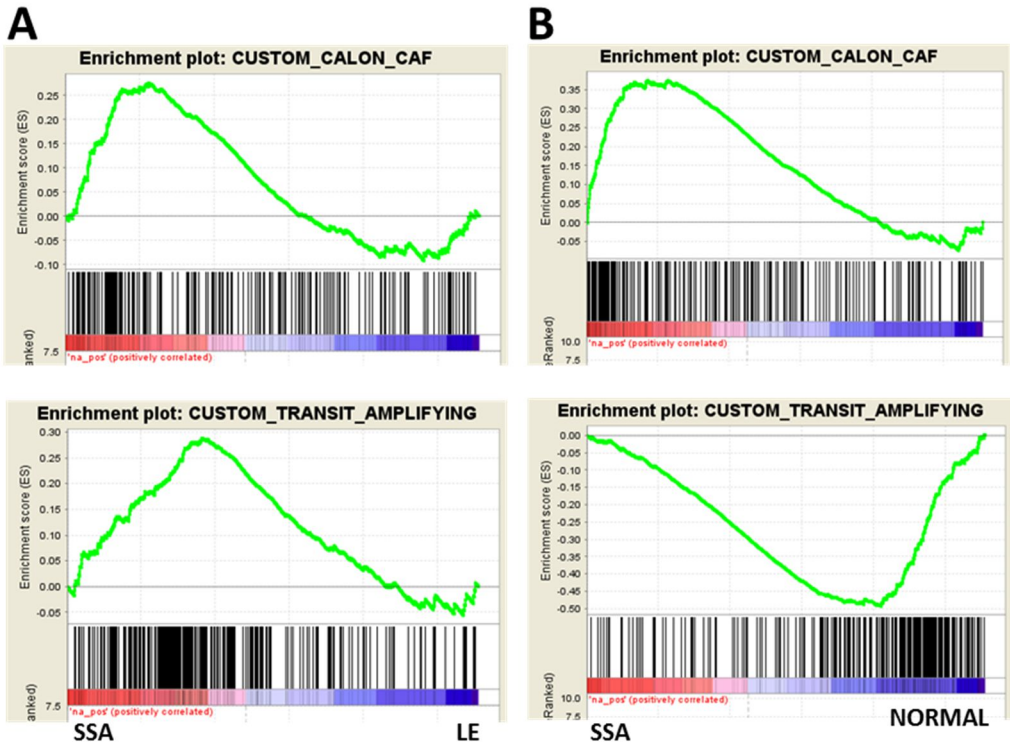 A
Enrichment plot: CUSTOM_CALON_CAF
Enrichment score (ES)
0.25
0.20
0.15
0.10
0.05
0.00
-0.05
-0.10
7.5
'na_pos' (positively correlated)
B
Enrichment plot: CUSTOM_CALON_CAF
Enrichment score (ES)
0.35
0.30
0.25
0.20
0.15
0.10
0.05
0.00
-0.05
eRanked)
10.0
7.5
'na_pos' (positively correlated)
Enrichment plot: CUSTOM_TRANSIT_AMPLIFYING
Enrichment score (ES)
0.30
0.25
0.20
0.15
0.10
0.05
0.00
-0.05
anked)
7.5
'na_pos' (positively correlated)
SSA LE
Enrichment plot: CUSTOM_TRANSIT_AMPLIFYING
Enrichment score (ES)
0.00
-0.05
-0.10
-0.15
-0.20
-0.25
-0.30
-0.35
-0.40
-0.45
-0.50
eRanked)
10.0
7.5
'na_pos' (positively correlated)
SSA NORMAL